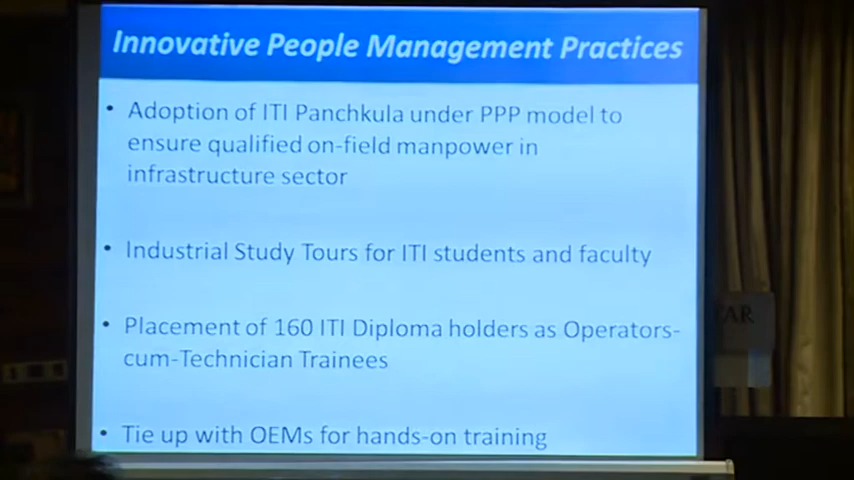 Innovative People Management Practices
• Adoption of ITI Panchkula under PPP model to
ensure qualified on-field manpower in
infrastructure sector
• Industrial Study Tours for ITI students and faculty
• Placement of 160 ITI Diploma holders as Operators-
cum-Technician Trainees
• Tie up with OEMs for hands-on training